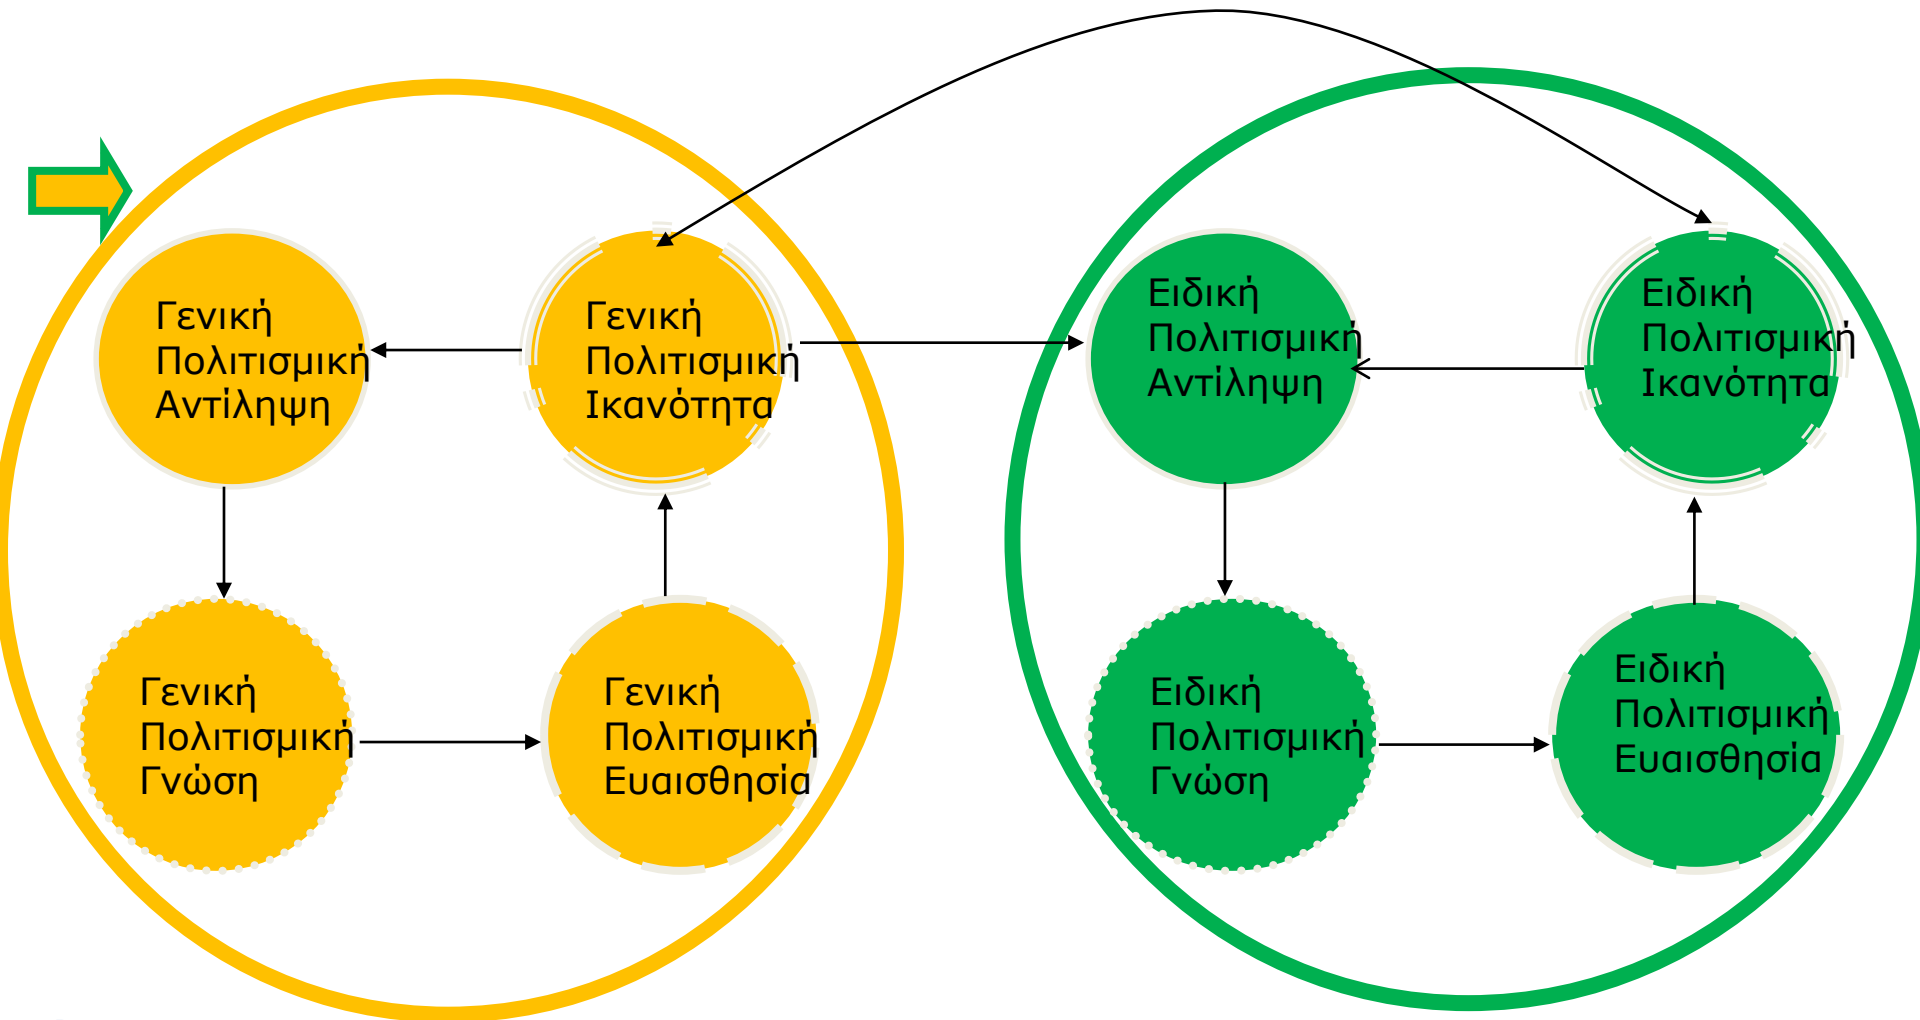 Γενική
Πολιτισμική
Αντίληψη
Γενική
Πολιτισμική
Ικανότητα
Ειδική
Πολιτισμική
Αντίληψη
Ειδική
Πολιτισμική
Ικανότητα
Γενική
Πολιτισμική
Γνώση
Γενική
Πολιτισμική
Ευαισθησία
Ειδική
Πολιτισμική
Γνώση
Ειδική
Πολιτισμική
Ευαισθησία